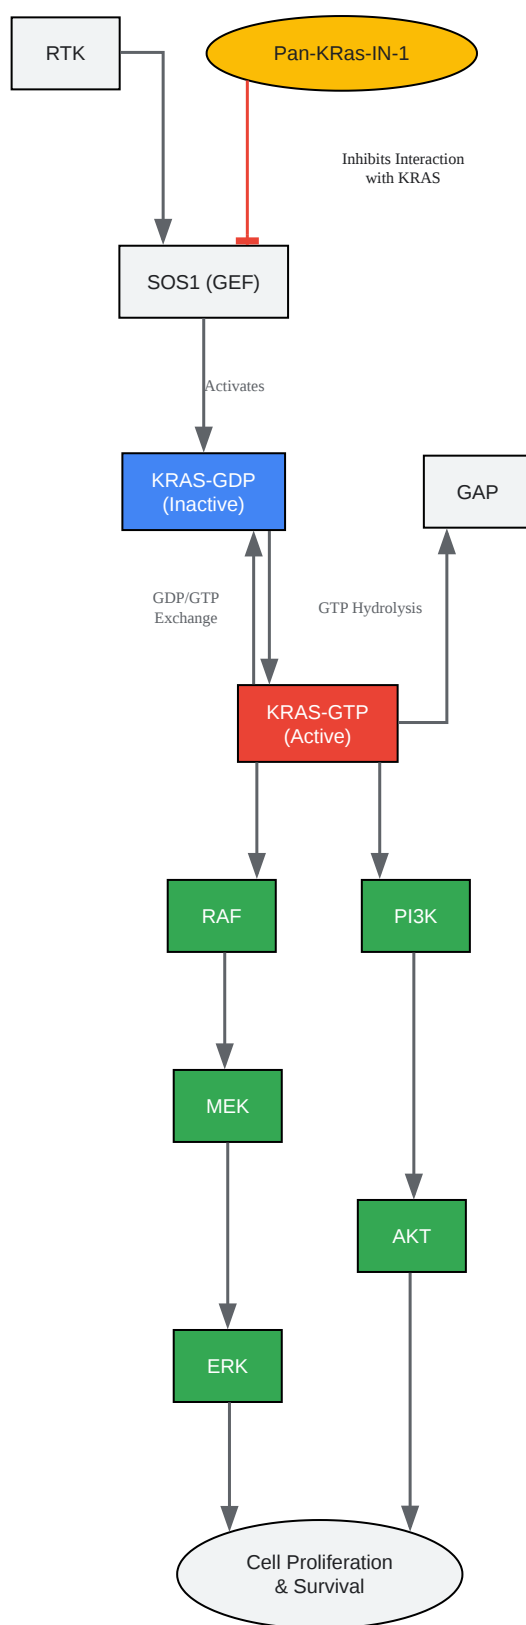 RTK
Pan-KRas-IN-1
Inhibits Interaction
with KRAS
SOS1 (GEF)
Activates
KRAS-GDP
(Inactive)
GAP
GDP/GTP
Exchange
GTP Hydrolysis
KRAS-GTP
(Active)
RAF
PI3K
MEK
AKT
ERK
Cell Proliferation
& Survival